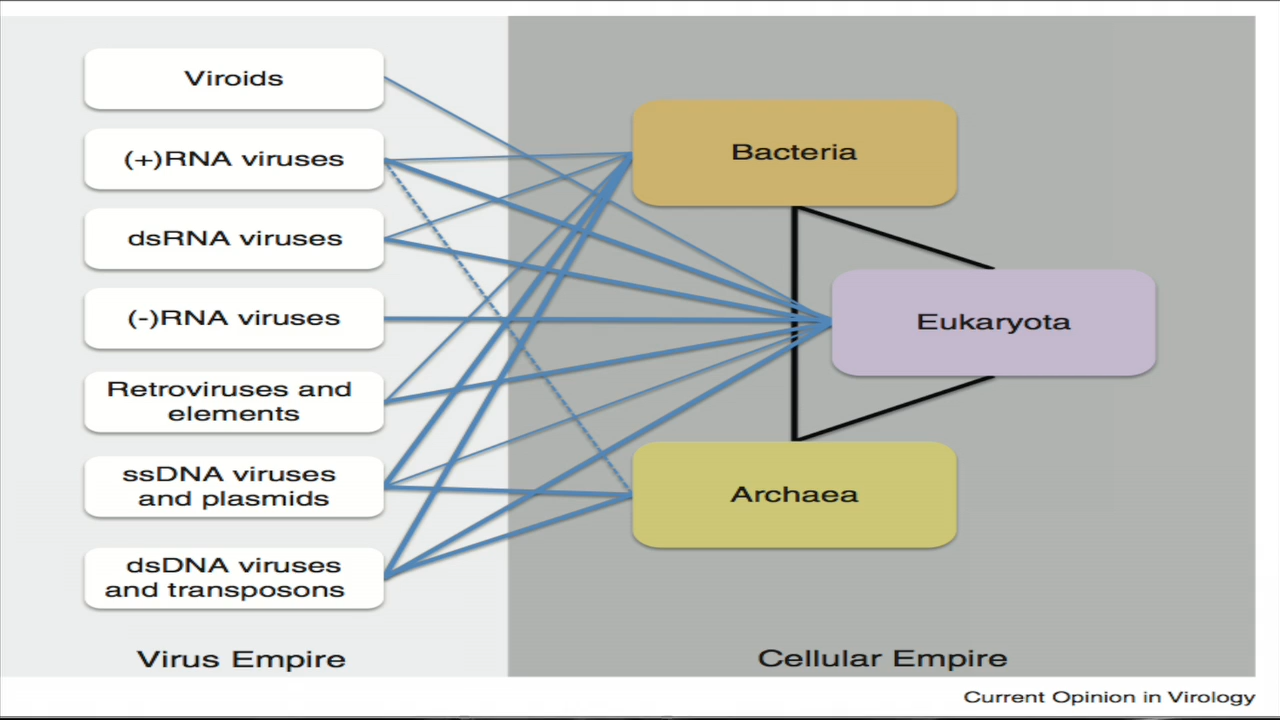 Viroids
(+)RNA viruses
dsRNA viruses
(-)RNA viruses
Retroviruses and
elements
ssDNA viruses
and plasmids
dsDNA viruses
and transposons
Virus Empire
Bacteria
Eukaryota
Archaea
Cellular Empire
Current Opinion in Virology